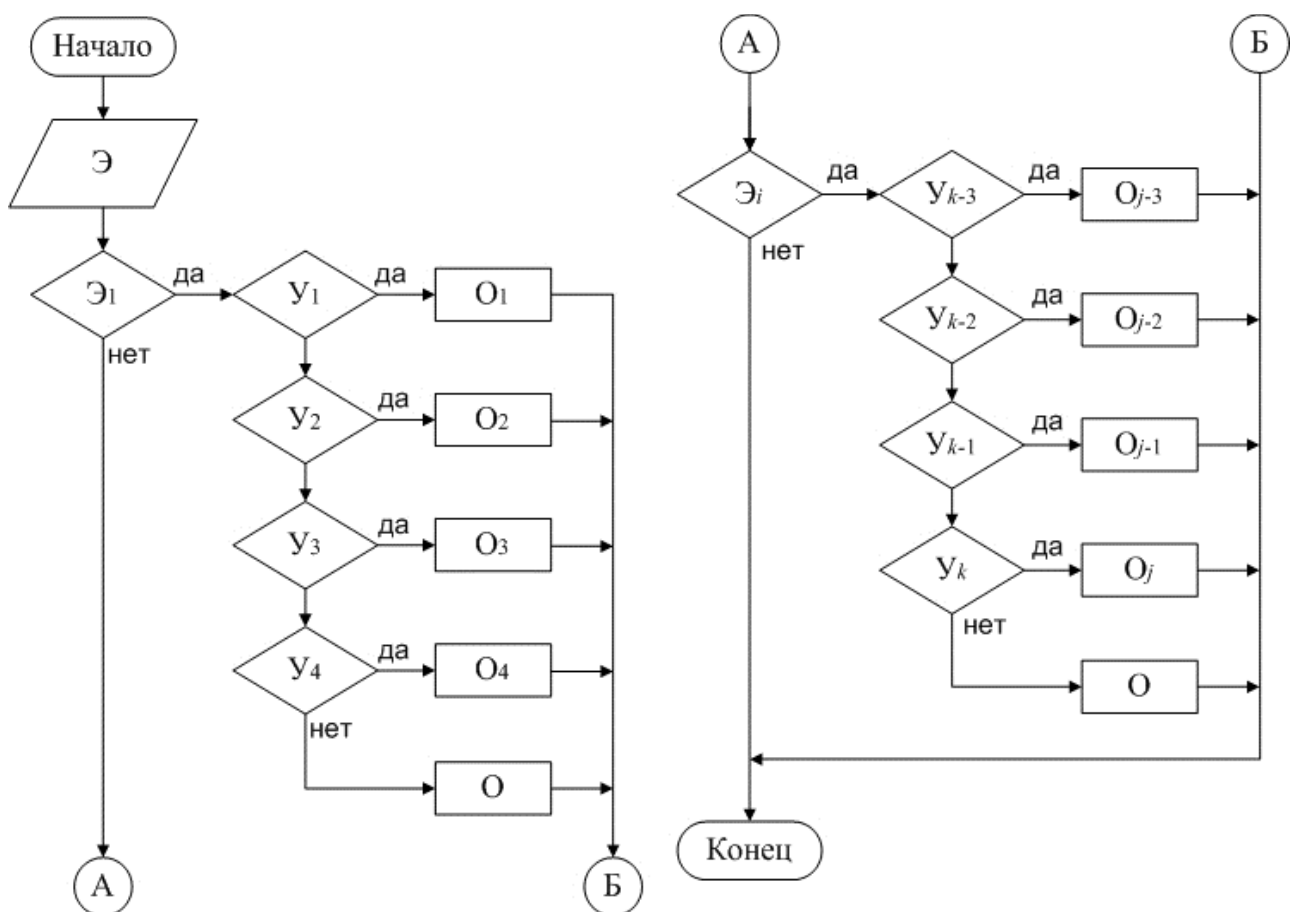 Начало
Э
Э1
да
У1
да
О1
нет
У2
да
О2
У3
да
О3
У4
да
О4
нет
О
А
Б
А
Б
Эi
да
Уk-3
да
Оj-3
нет
Уk-2
да
Оj-2
Уk-1
да
Оj-1
Уk
да
Оj
нет
О
Конец